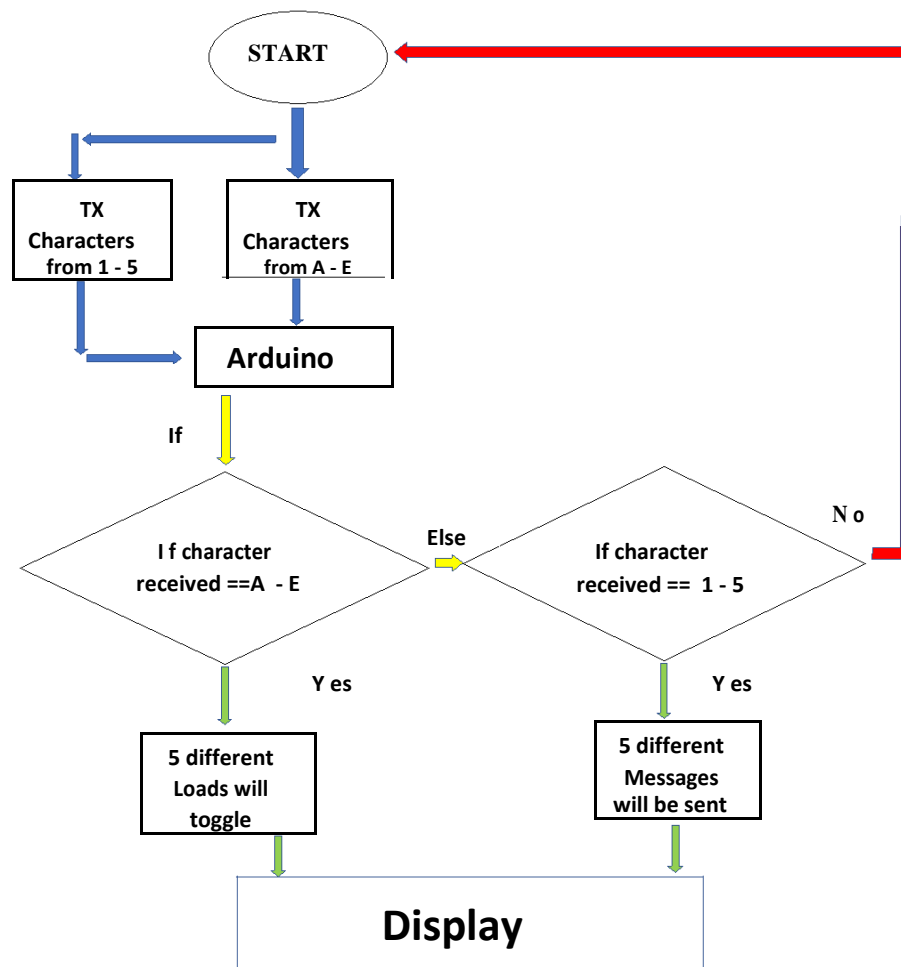 START
TX
Characters
from 1 - 5
TX
Characters
from A - E
Arduino
If
I f character
received ==A - E
Else
If character
received == 1 - 5
N o
Y es
Y es
5 different
Loads will
toggle
5 different
Messages
will be sent
Display